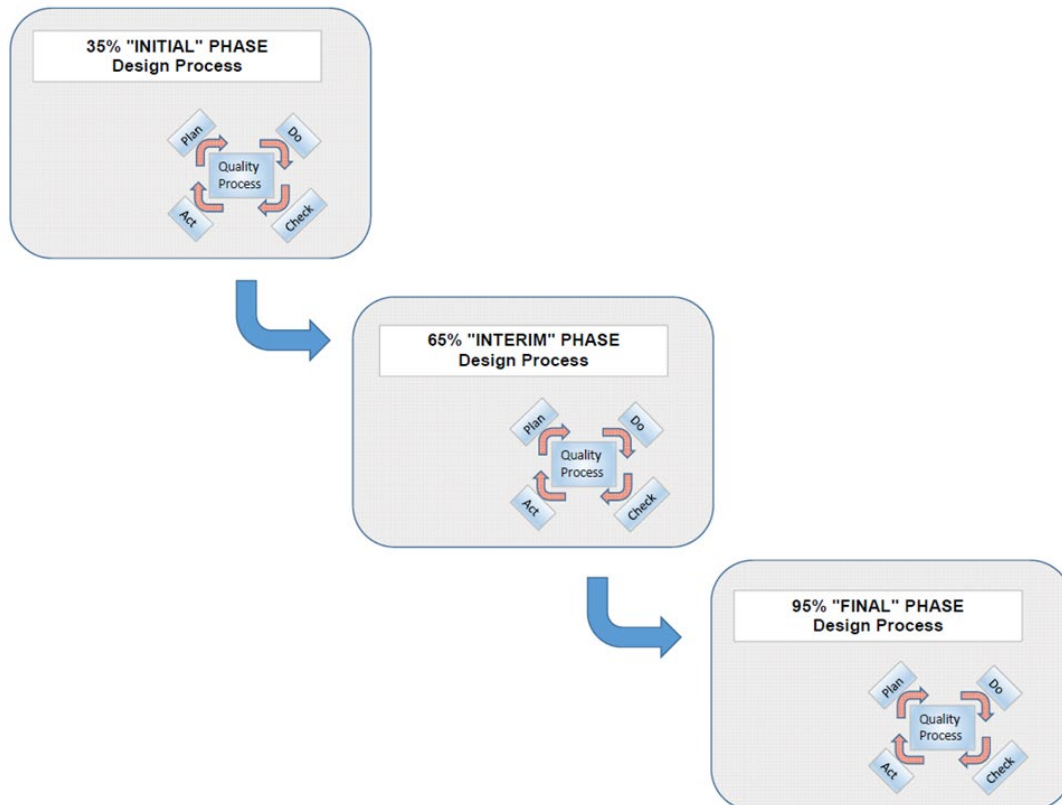 35% "INITIAL" PHASE
Design Process
Plan
Do
Quality
Process
Act
Check
65% "INTERIM" PHASE
Design Process
Plan
Do
Quality
Process
Act
Check
95% "FINAL" PHASE
Design Process
Plan
Do
Quality
Process
Act
Check